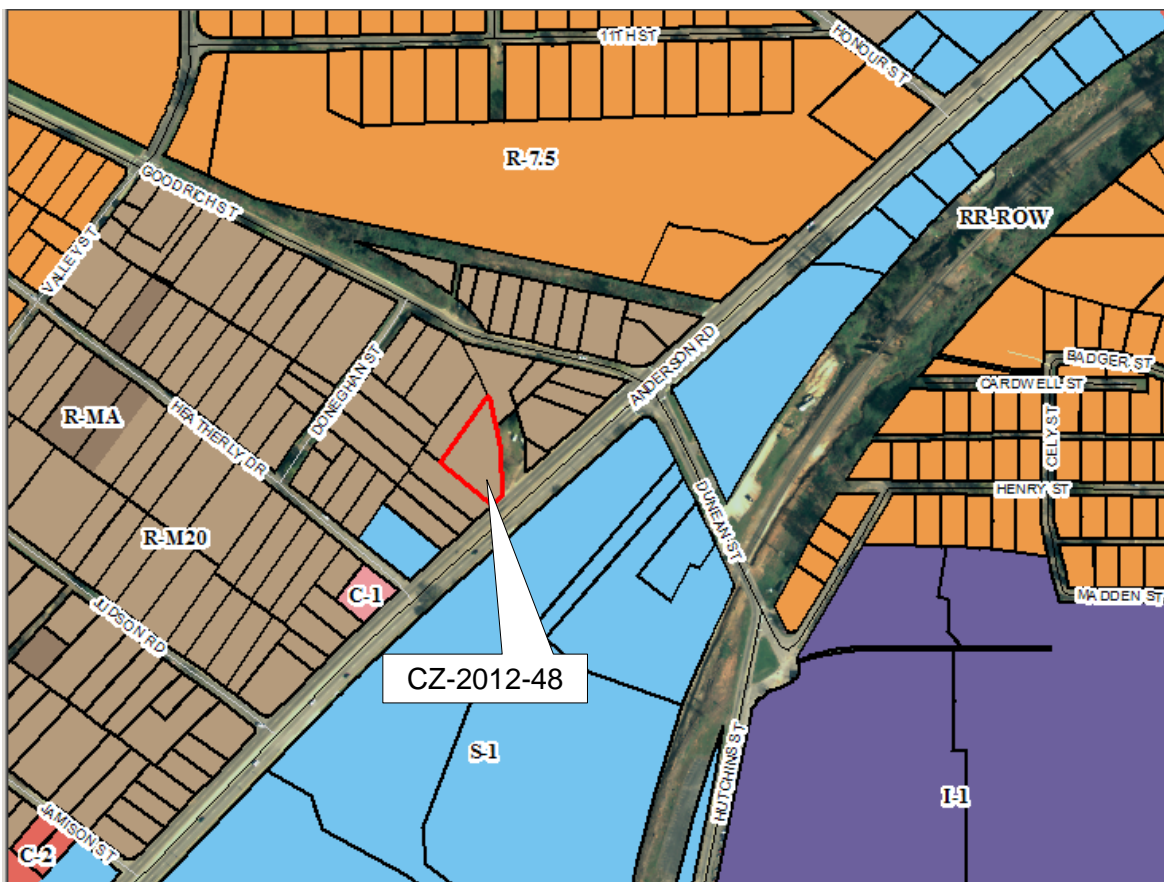 11TH ST
HONOUR ST
R-7.5
GOODRICH ST
RR-ROW
VALLEY ST
ANDERSON RD
BADGER ST
CARDWELL ST
DONEGHAN ST
CELY ST
R-MA
HEATHERLY DR
HENRY ST
DUNEAN ST
R-M20
C-1
MADDEN ST
JUDSON RD
CZ-2012-48
S-1
HUTCHINS ST
I-1
JAMISON ST
C-2